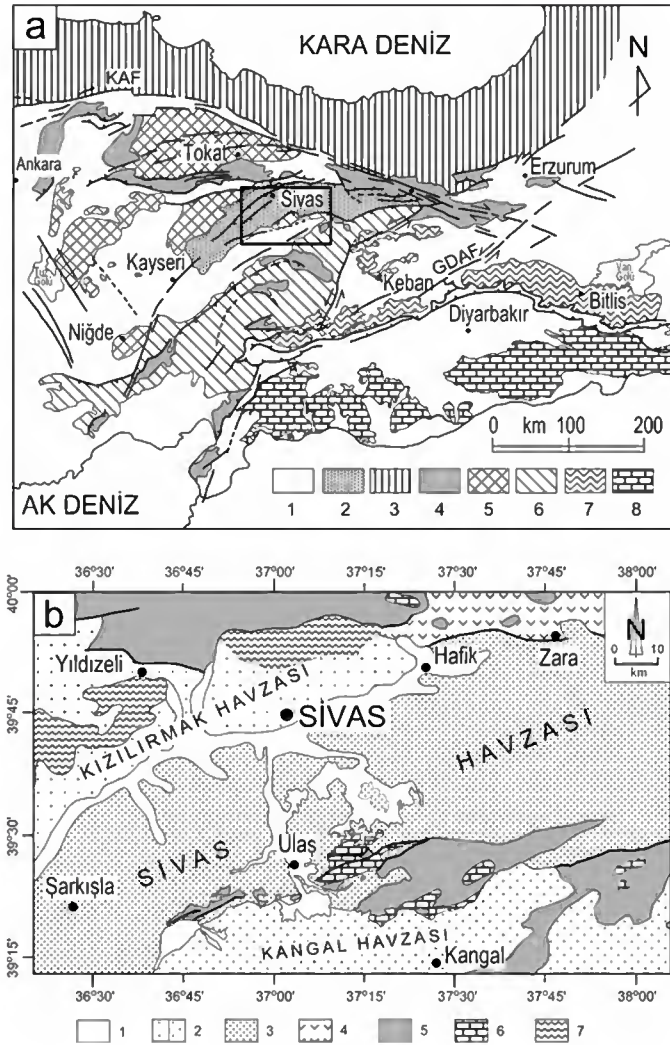 a
KARA DENİZ
N
KAF
Ankara
Tokat
Erzurum
Sivas
Tuz
Gölü
Kayseri
Keban
GDAF
Van
Gölü
Bitlis
Niğde
Diyarbakır
0 100 200
km
AK DENİZ
1 2 3 4 5 6 7 8
36°30' 36°45' 37°00' 37°15' 37°30' 37°45' 38°00'
40°00'
b
N
0 10
km
Yıldızeli
Hafik
Zara
39°45'
KIZILIRMAK HAVZASI
SİVAS
HAVZASI
39°30'
SİVAS
Ulaş
Şarkışla
KANGAL HAVZASI
Kangal
39°15'
36°30' 36°45' 37°00' 37°15' 37°30' 37°45' 38°00'
1 2 3 4 5 6 7